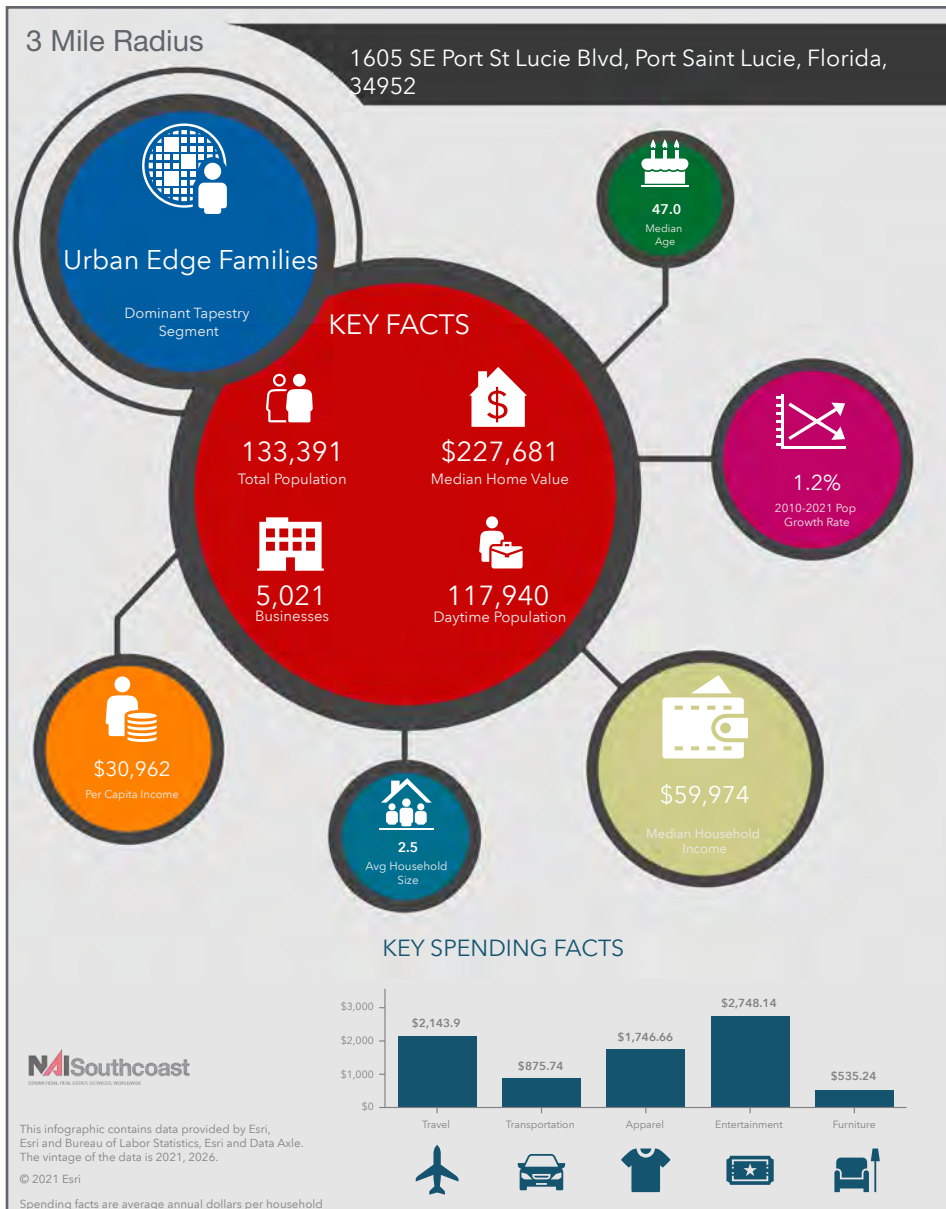 3 Mile Radius
1605 SE Port St Lucie Blvd, Port Saint Lucie, Florida,
34952
Urban Edge Families
Dominant Tapestry
Segment
47.0
Median
Age
KEY FACTS
133,391
Total Population
$227,681
Median Home Value
5,021
Businesses
117,940
Daytime Population
1.2%
2010-2021 Pop
Growth Rate
$30,962
Per Capita Income
2.5
Avg Household
Size
$59,974
Median Household
Income
KEY SPENDING FACTS
$3,000
$2,000
$1,000
$0
$2,143.9
$875.74
$1,746.66
$2,748.14
$535.24
Travel
Transportation
Apparel
Entertainment
Furniture
NAISouthcoast
COMMERCIAL REAL ESTATE SERVICES, WORLDWIDE
This infographic contains data provided by Esri,
Esri and Bureau of Labor Statistics, Esri and Data Axle.
The vintage of the data is 2021, 2026.
© 2021 Esri
Spending facts are average annual dollars per household